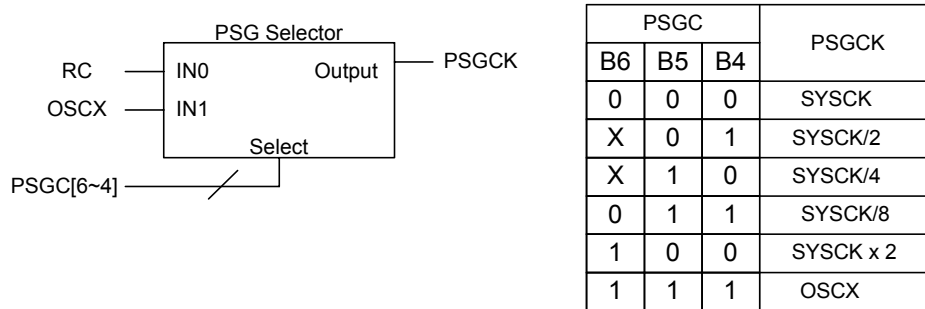 PSG Selector
RC IN0 Output PSGCK
OSCX IN1
Select
PSGC[6~4]
PSGC PSGCK
B6 B5 B4
0 0 0 SYSCK
X 0 1 SYSCK/2
X 1 0 SYSCK/4
0 1 1 SYSCK/8
1 0 0 SYSCK x 2
1 1 1 OSCX